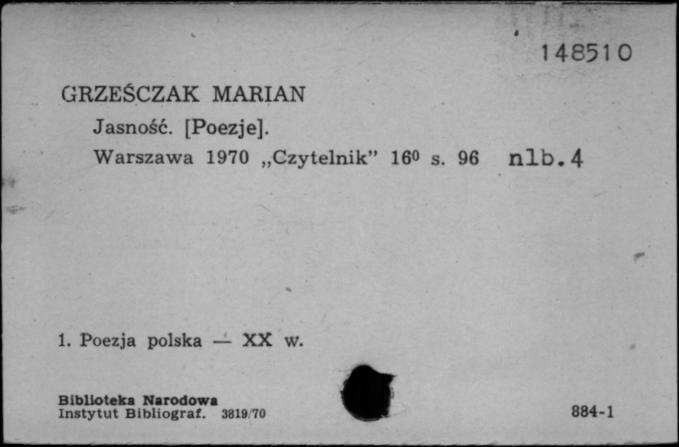 148510
GRZEŚCZAK MARIAN
Jasność. [Poezje].
Warszawa 1970 „Czytelnik” 16⁰ s. 96 nlb.4
1. Poezja polska — XX w.
Biblioteka Narodowa
Instytut Bibliograf. 3819/70
884-1